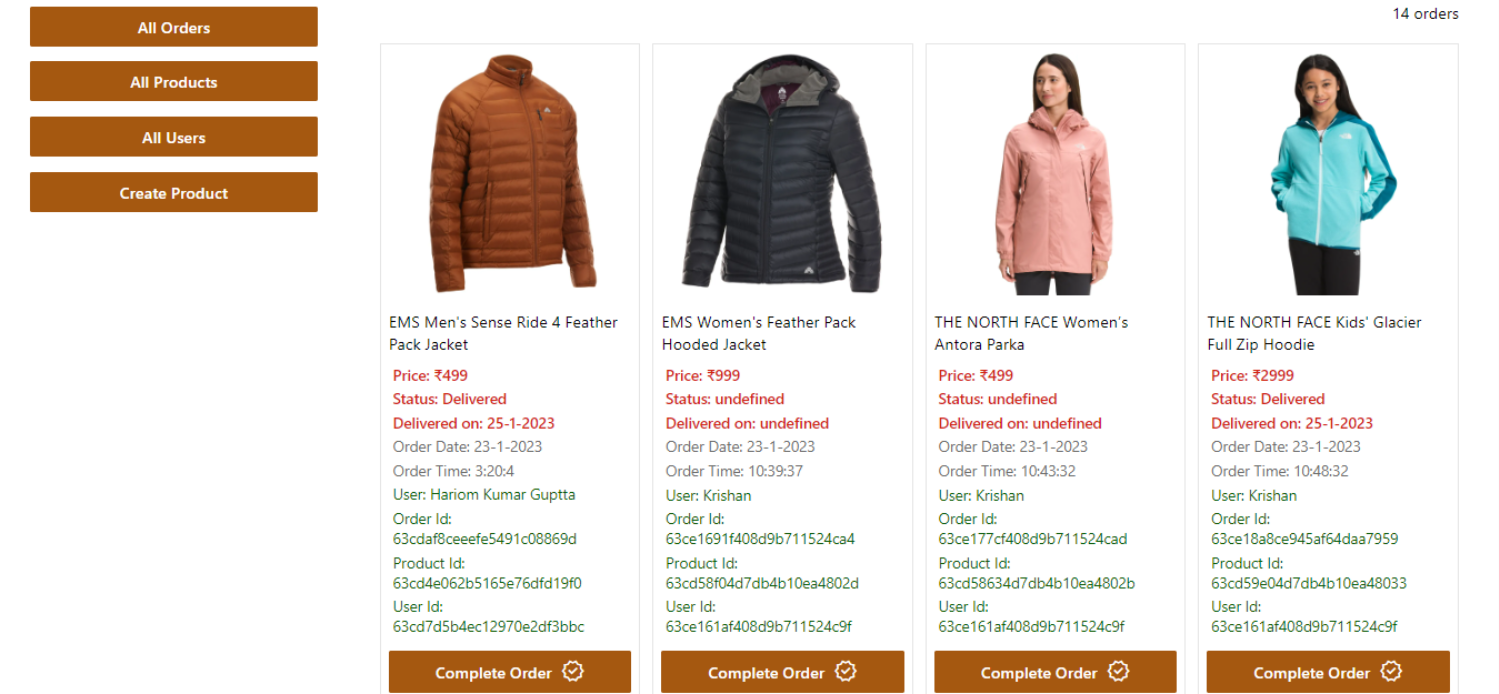 All Orders
All Products
All Users
Create Product
14 orders
EMS Men's Sense Ride 4 Feather
Pack Jacket
Price: ₹499
Status: Delivered
Delivered on: 25-1-2023
Order Date: 23-1-2023
Order Time: 3:20:4
User: Hariom Kumar Guptta
Order Id:
63cdaf8ceeefe5491c08869d
Product Id:
63cd4e062b5165e76dfd19f0
User Id:
63cd7d5b4ec12970e2df3bbc
Complete Order
EMS Women's Feather Pack
Hooded Jacket
Price: ₹999
Status: undefined
Delivered on: undefined
Order Date: 23-1-2023
Order Time: 10:39:37
User: Krishan
Order Id:
63ce1691f408d9b711524ca4
Product Id:
63cd58f04d7db4b10ea4802d
User Id:
63ce161af408d9b711524c9f
Complete Order
THE NORTH FACE Women's
Antora Parka
Price: ₹499
Status: undefined
Delivered on: undefined
Order Date: 23-1-2023
Order Time: 10:43:32
User: Krishan
Order Id:
63ce177cf408d9b711524cad
Product Id:
63cd58634d7db4b10ea4802b
User Id:
63ce161af408d9b711524c9f
Complete Order
THE NORTH FACE Kids' Glacier
Full Zip Hoodie
Price: ₹2999
Status: Delivered
Delivered on: 25-1-2023
Order Date: 23-1-2023
Order Time: 10:48:32
User: Krishan
Order Id:
63ce18a8ce945af64daa7959
Product Id:
63cd59e04d7db4b10ea48033
User Id:
63ce161af408d9b711524c9f
Complete Order